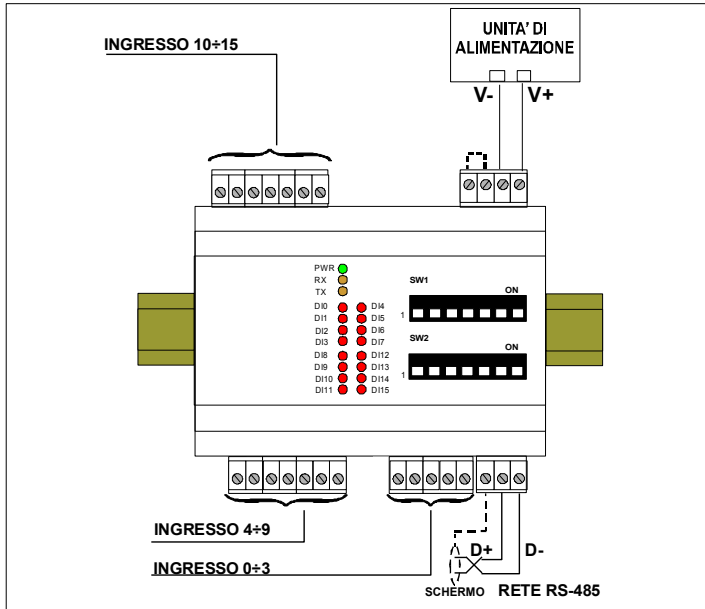 UNITA' DI
ALIMENTAZIONE
INGRESSO 10÷15
V- V+
PWR
RX
TX
SW1
ON
DI0 DI4
DI1 DI5
1
DI2 DI6
DI3 DI7
SW2
ON
DI8 DI12
DI9 DI13
1
DI10 DI14
DI11 DI15
INGRESSO 4÷9
D+ D-
INGRESSO 0÷3
SCHERMO RETE RS-485